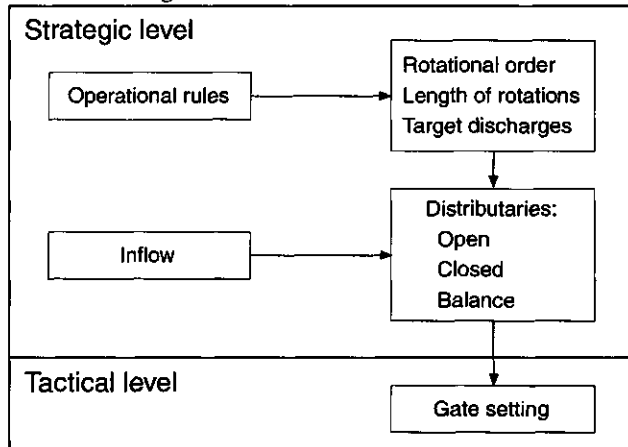 Strategic level
Operational rules
Rotational order
Length of rotations
Target discharges
Inflow
Distributaries:
Open
Closed
Balance
Tactical level
Gate setting